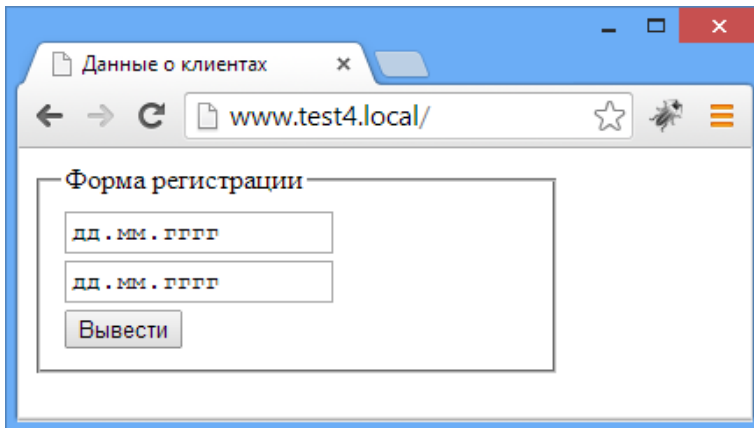 Данные о клиентах
www.test4.local/
Форма регистрации
дд.мм.гггг
дд.мм.гггг
Вывести